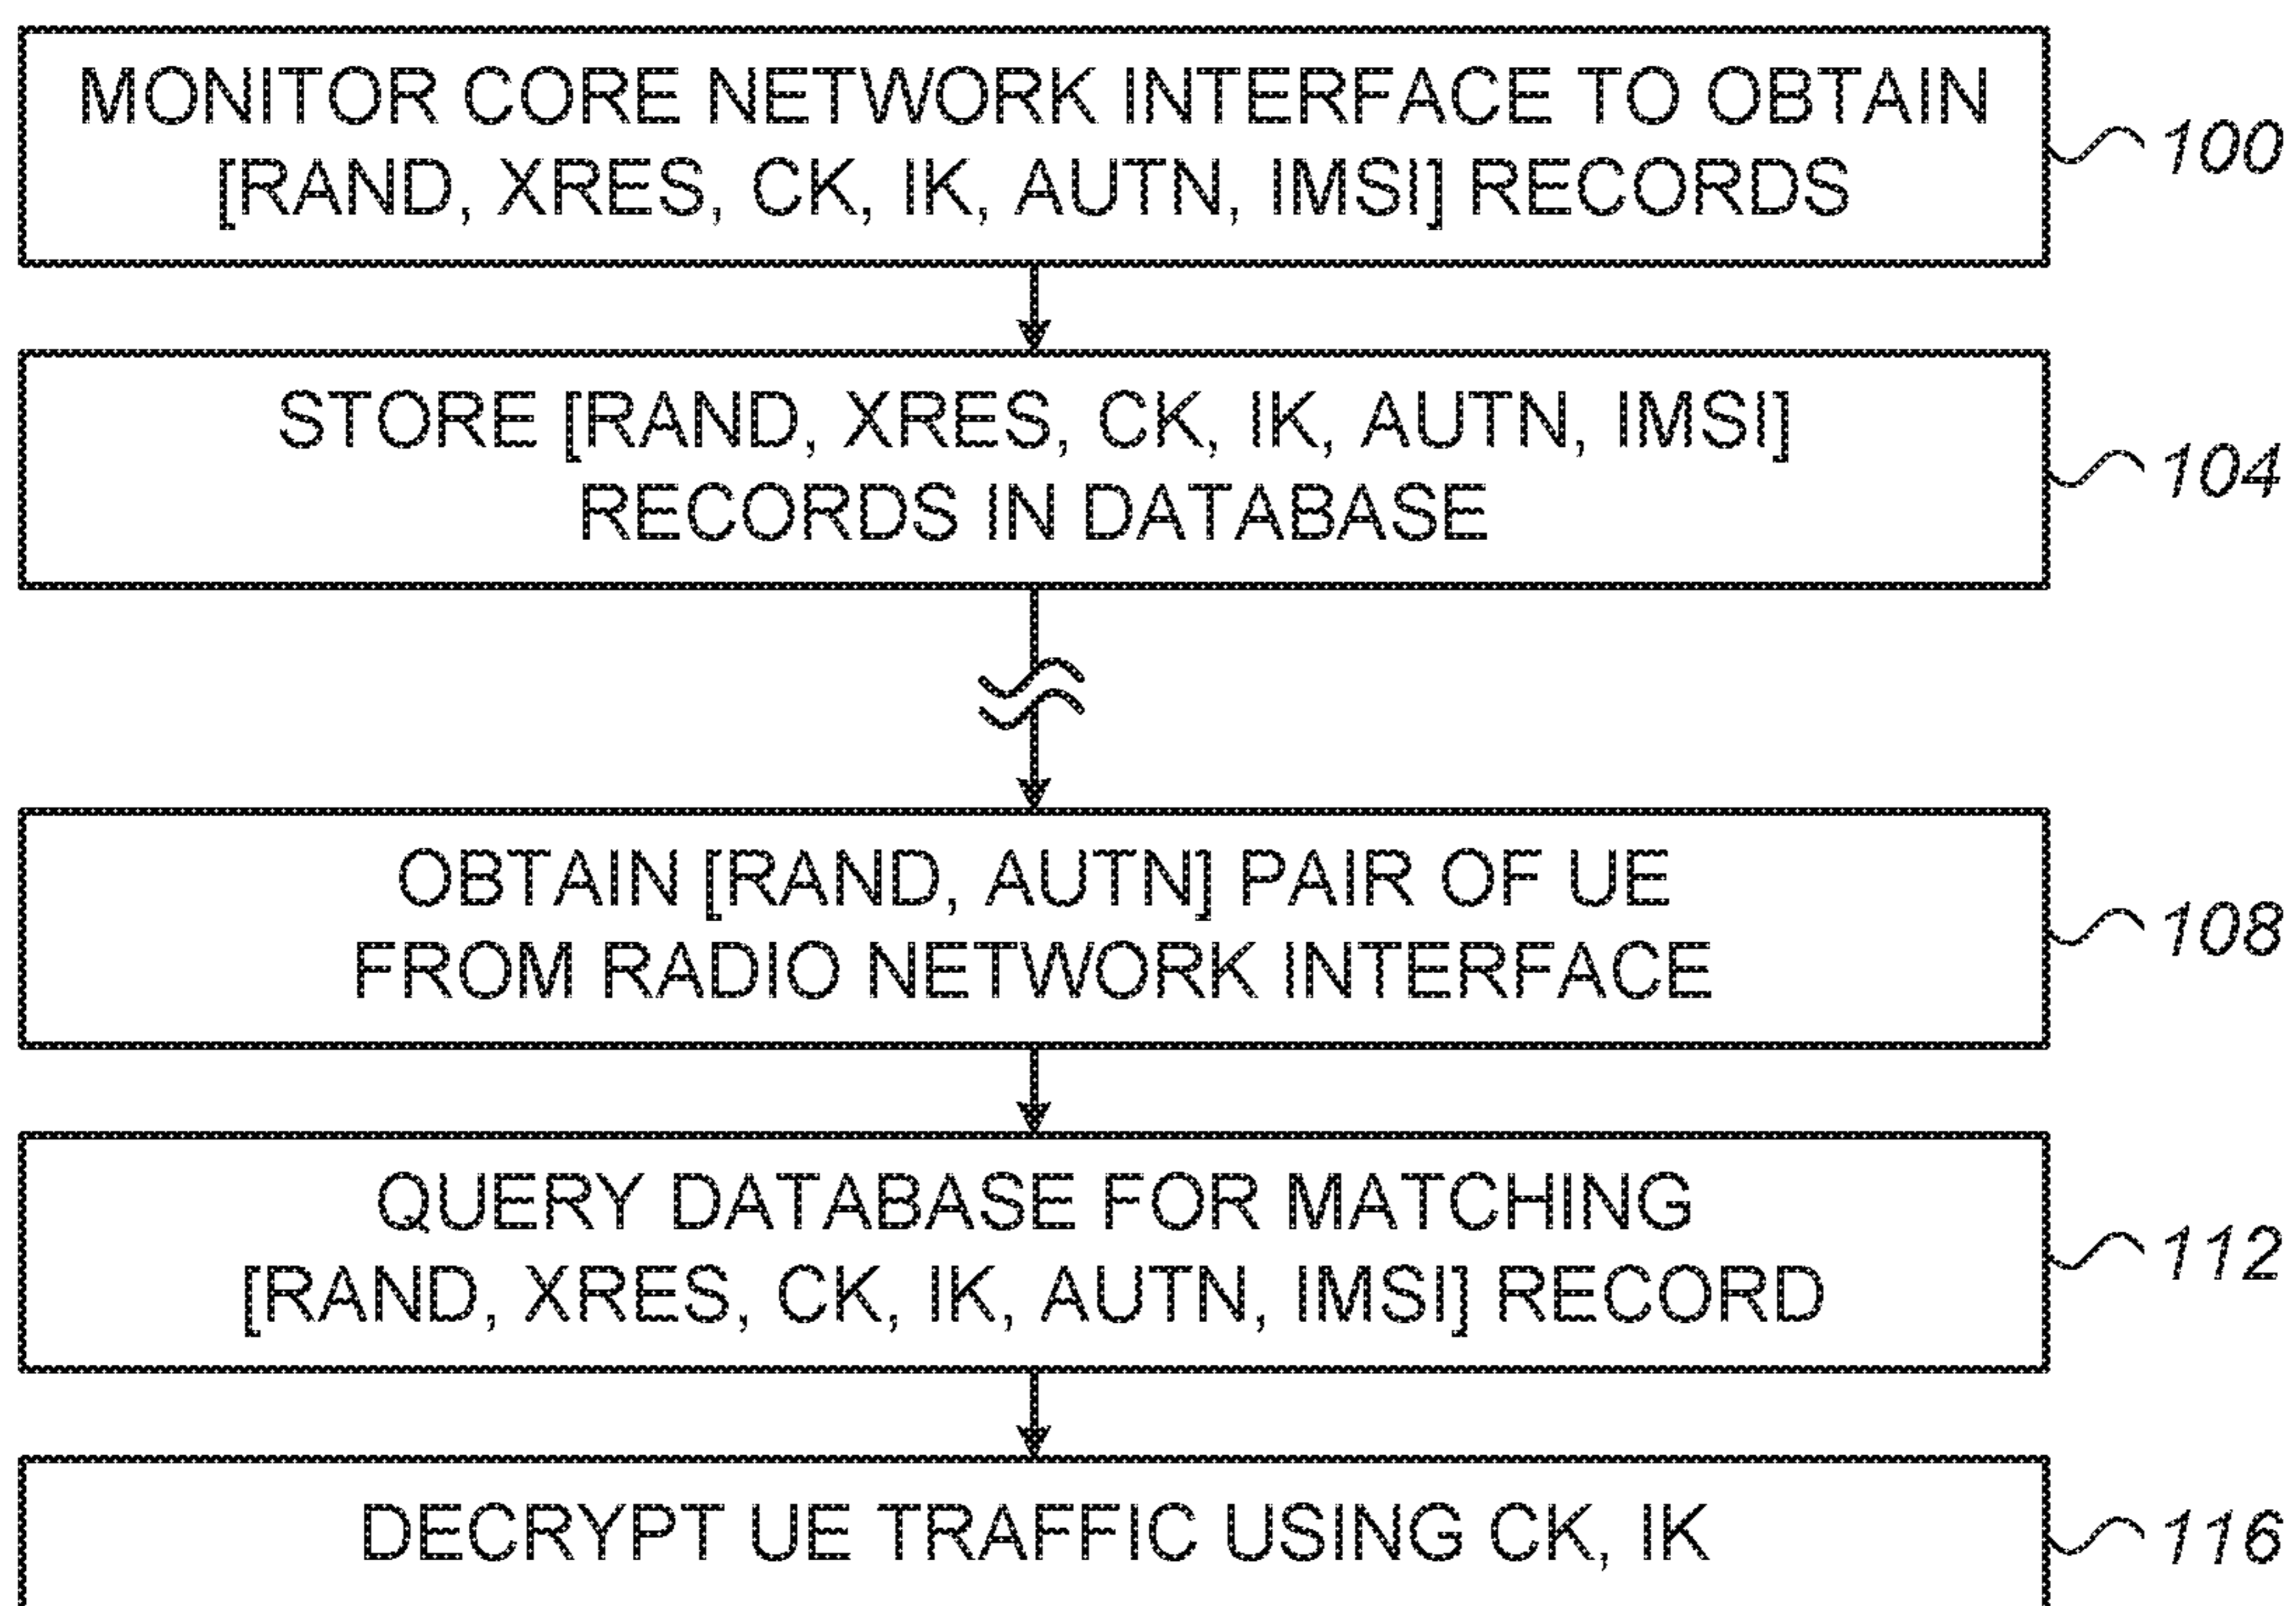 MONITOR CORE NETWORK INTERFACE TO OBTAIN
[RAND, XRES, CK, IK, AUTN, IMSI] RECORDS
100
STORE [RAND, XRES, CK, IK, AUTN, IMSI]
RECORDS IN DATABASE
104
OBTAIN [RAND, AUTN] PAIR OF UE
FROM RADIO NETWORK INTERFACE
108
QUERY DATABASE FOR MATCHING
[RAND, XRES, CK, IK, AUTN, IMSI] RECORD
112
DECRYPT UE TRAFFIC USING CK, IK
116